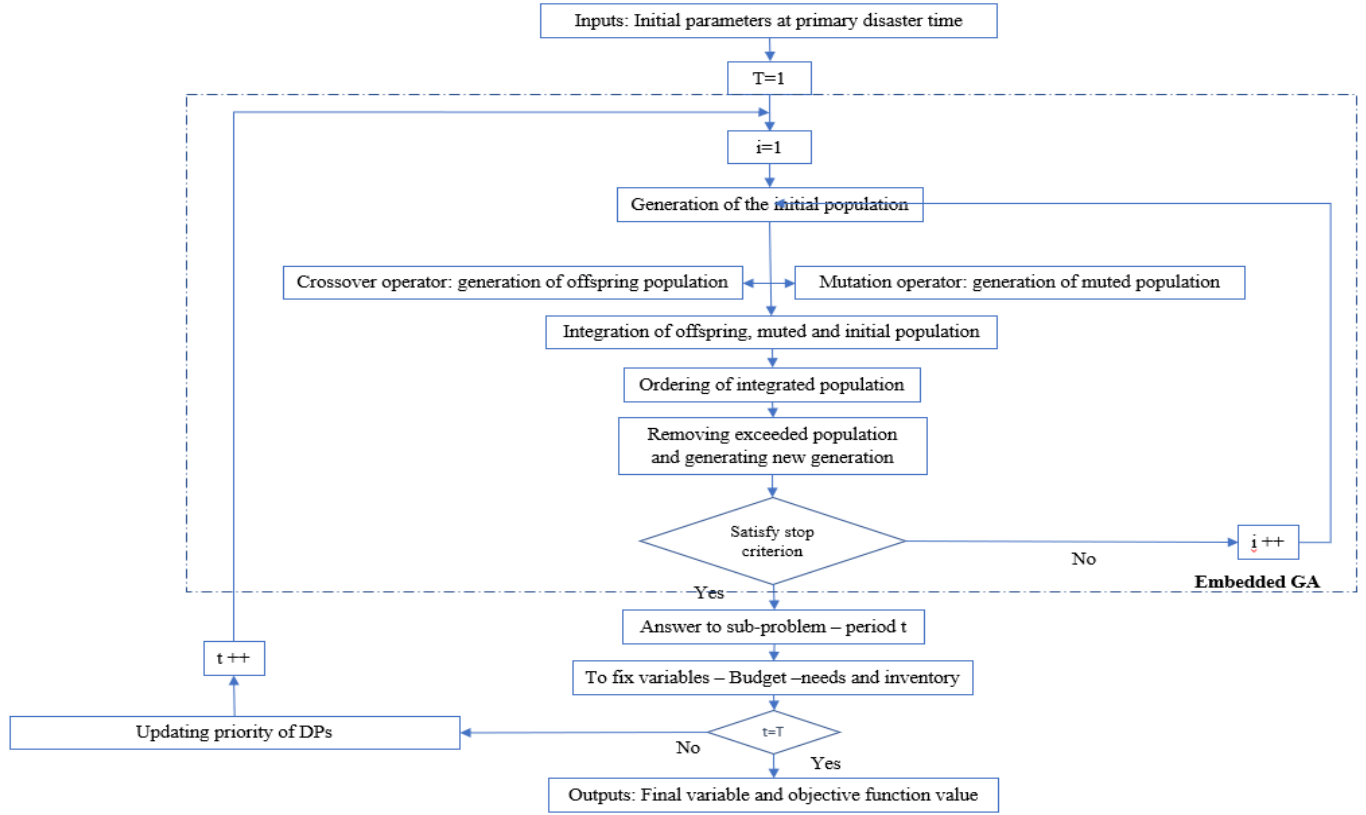 Inputs: Initial parameters at primary disaster time
T=1
i=1
Generation of the initial population
Crossover operator: generation of offspring population
Mutation operator: generation of muted population
Integration of offspring, muted and initial population
Ordering of integrated population
Removing exceeded population
and generating new generation
Satisfy stop
criterion
No
i ++
Embedded GA
Yes
Answer to sub-problem – period t
t ++
To fix variables – Budget –needs and inventory
Updating priority of DPs
t=T
No
Yes
Outputs: Final variable and objective function value